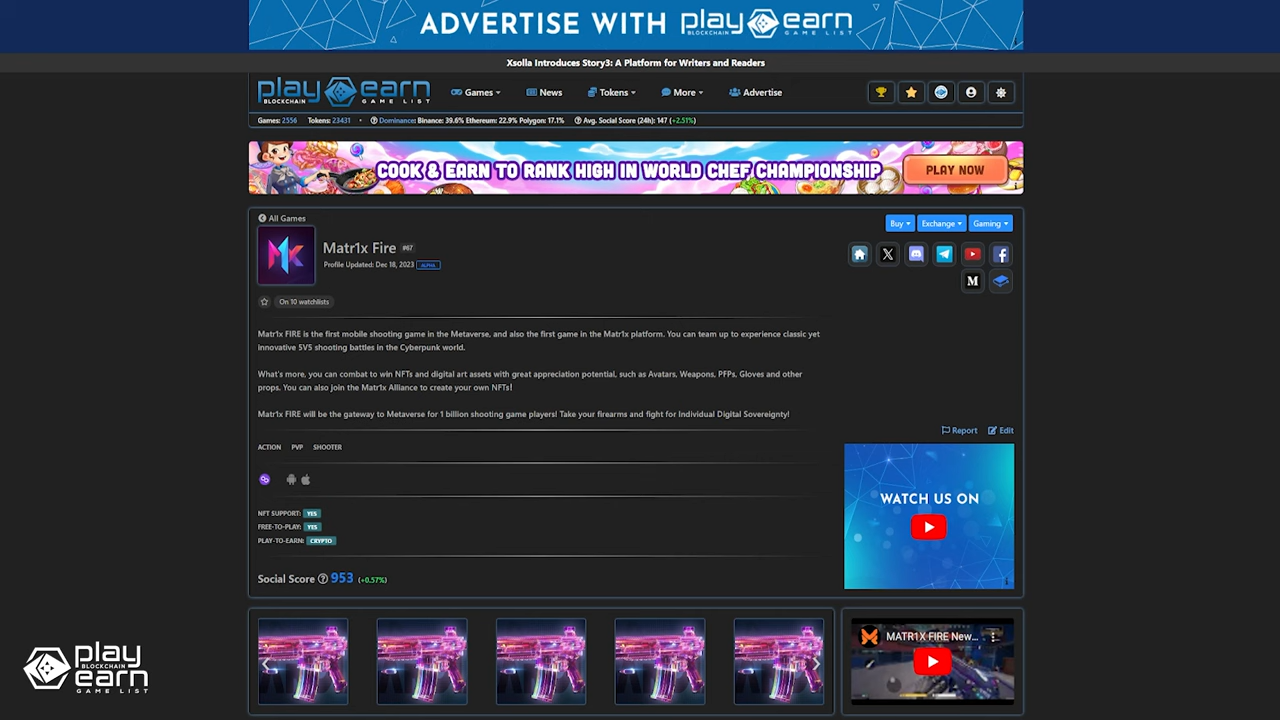 ADVERTISE WITH play earn
BLOCKCHAIN GAME LIST
Xsolla Introduces Story3: A Platform for Writers and Readers
play earn
BLOCKCHAIN GAME LIST
Games
News
Tokens
More
Advertise
Games: 2556 Tokens: 23431 • Dominance: Binance: 39.6% Ethereum: 22.9% Polygon: 17.1% Avg. Social Score (24h): 147 (+2.51%)
COOK & EARN TO RANK HIGH IN WORLD CHEF CHAMPIONSHIP
PLAY NOW
All Games
Buy
Exchange
Gaming
Matr1x Fire #67
Profile Updated: Dec 18, 2023 ALPHA
On 10 watchlists
Matr1x FIRE is the first mobile shooting game in the Metaverse, and also the first game in the Matr1x platform. You can team up to experience classic yet
innovative 5V5 shooting battles in the Cyberpunk world.
What's more, you can combat to win NFTs and digital art assets with great appreciation potential, such as Avatars, Weapons, PFPs, Gloves and other
props. You can also join the Matr1x Alliance to create your own NFTs!
Matr1x FIRE will be the gateway to Metaverse for 1 billion shooting game players! Take your firearms and fight for Individual Digital Sovereignty!
Report
Edit
ACTION PVP SHOOTER
NFT SUPPORT: YES
FREE-TO-PLAY: YES
PLAY-TO-EARN: CRYPTO
Social Score 953 (+0.57%)
WATCH US ON
MATR1X FIRE New...
play
BLOCKCHAIN
earn
GAME LIST